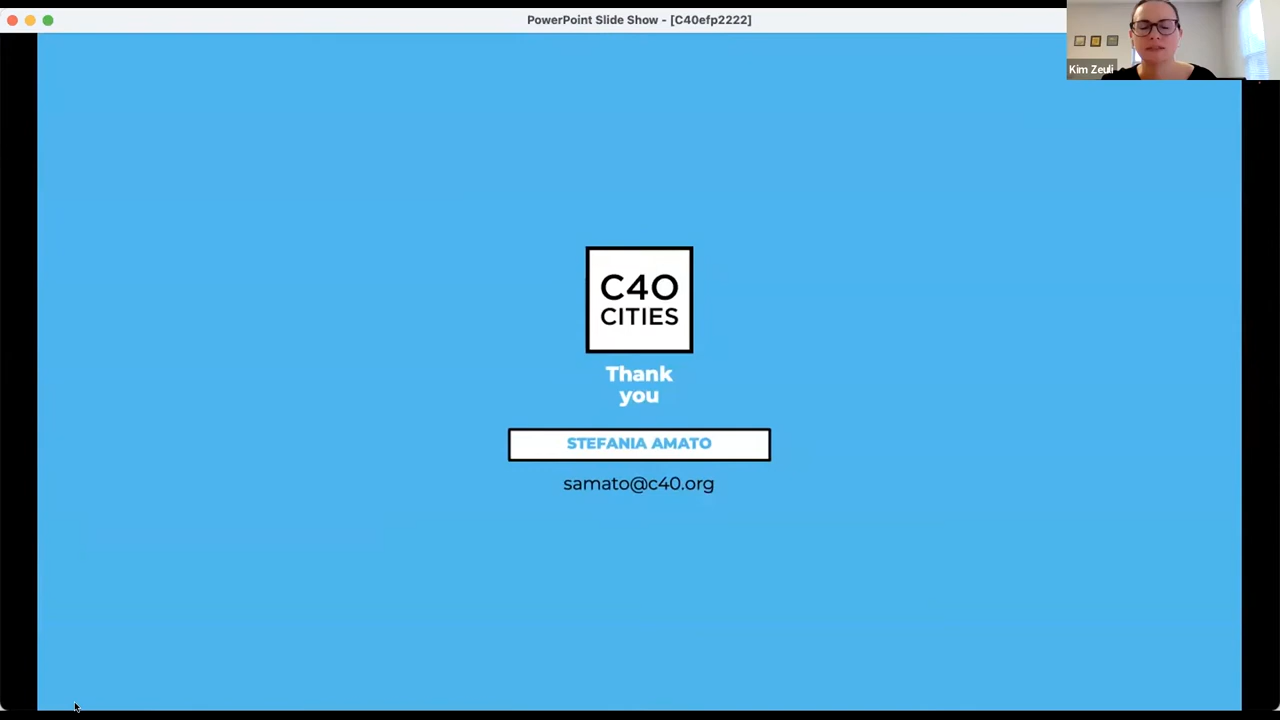 PowerPoint Slide Show - [C40efp2222]
Kim Zeuli
C40
CITIES
Thank
you
STEFANIA AMATO
samato@c40.org